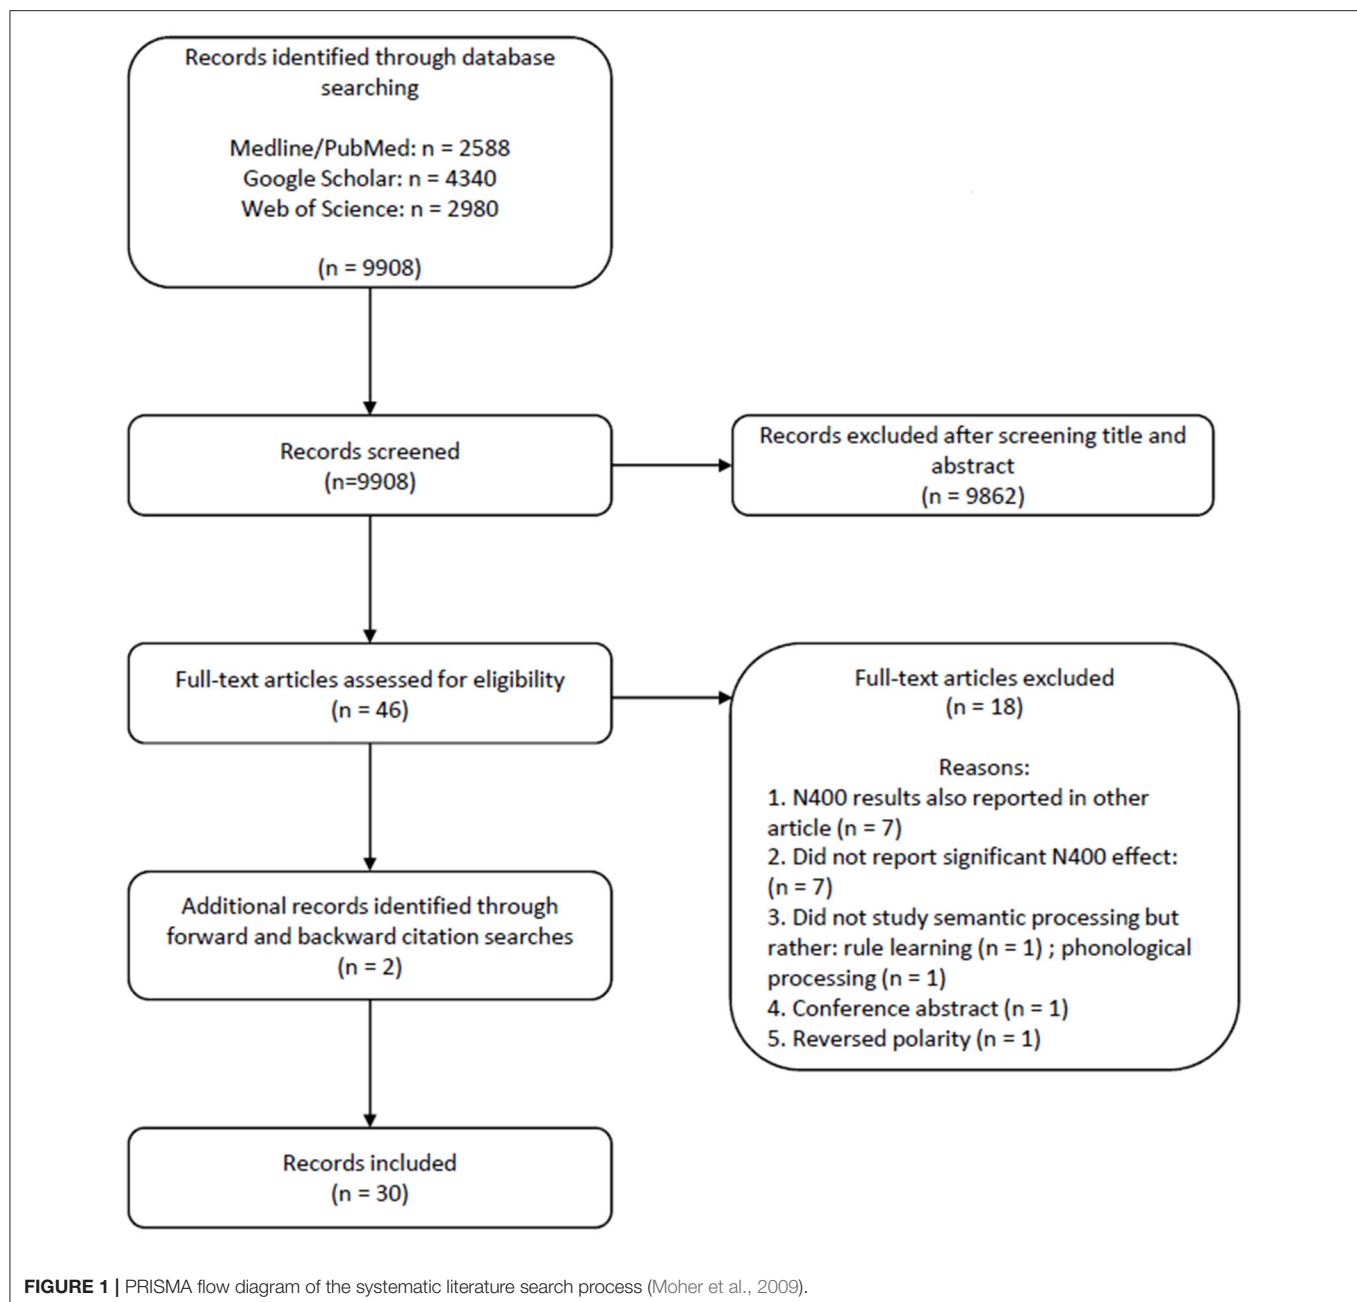 Records identified through database
searching
Medline/PubMed: n = 2588
Google Scholar: n = 4340
Web of Science: n = 2980
(n = 9908)
Records screened
(n=9908)
Records excluded after screening title and
abstract
(n = 9862)
Full-text articles assessed for eligibility
(n = 46)
Full-text articles excluded
(n = 18)
Reasons:
1. N400 results also reported in other
article (n = 7)
2. Did not report significant N400 effect:
(n = 7)
3. Did not study semantic processing but
rather: rule learning (n = 1) ; phonological
processing (n = 1)
4. Conference abstract (n = 1)
5. Reversed polarity (n = 1)
Additional records identified through
forward and backward citation searches
(n = 2)
Records included
(n = 30)
FIGURE 1 | PRISMA flow diagram of the systematic literature search process (Moher et al., 2009).